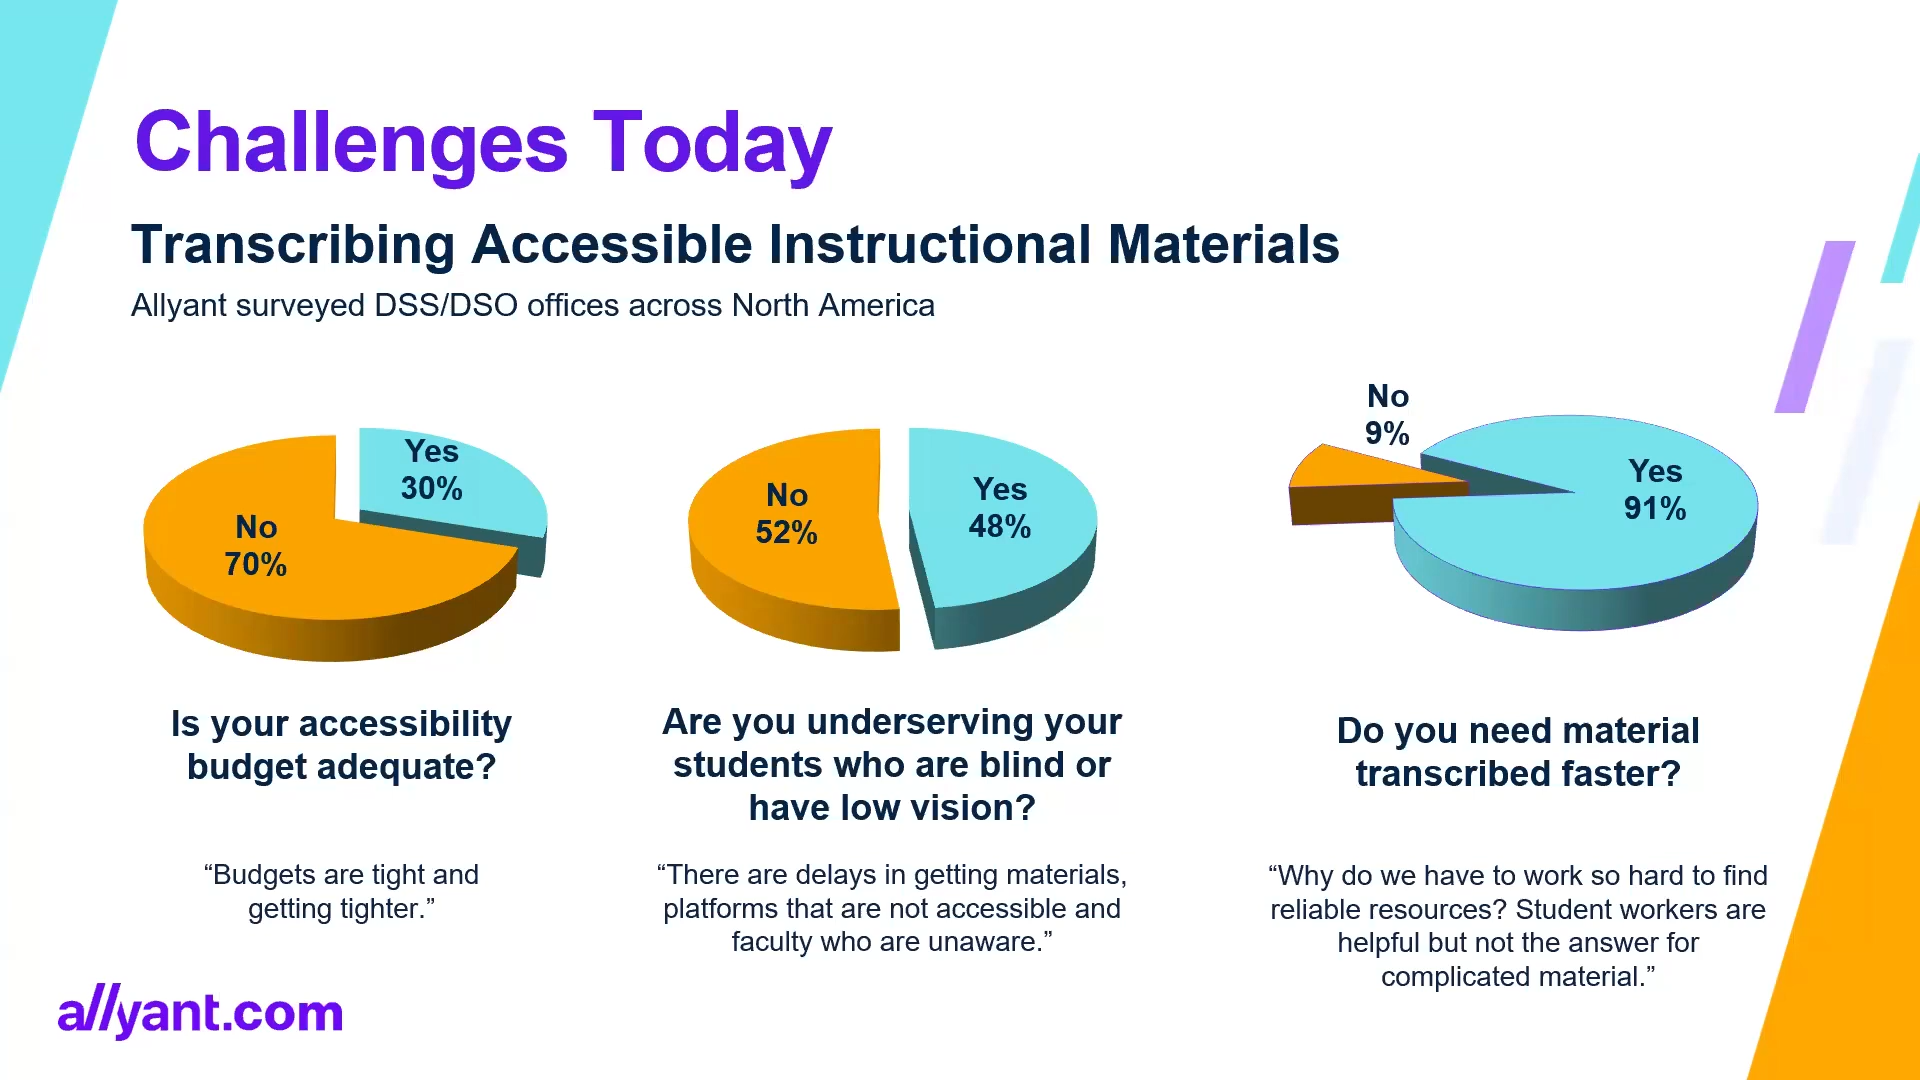 Challenges Today
Transcribing Accessible Instructional Materials
Allyant surveyed DSS/DSO offices across North America
Yes
30%
No
70%
Is your accessibility
budget adequate?
“Budgets are tight and
getting tighter.”
No
52%
Yes
48%
Are you underserving your
students who are blind or
have low vision?
“There are delays in getting materials,
platforms that are not accessible and
faculty who are unaware.”
No
9%
Yes
91%
Do you need material
transcribed faster?
“Why do we have to work so hard to find
reliable resources? Student workers are
helpful but not the answer for
complicated material.”
allyant.com